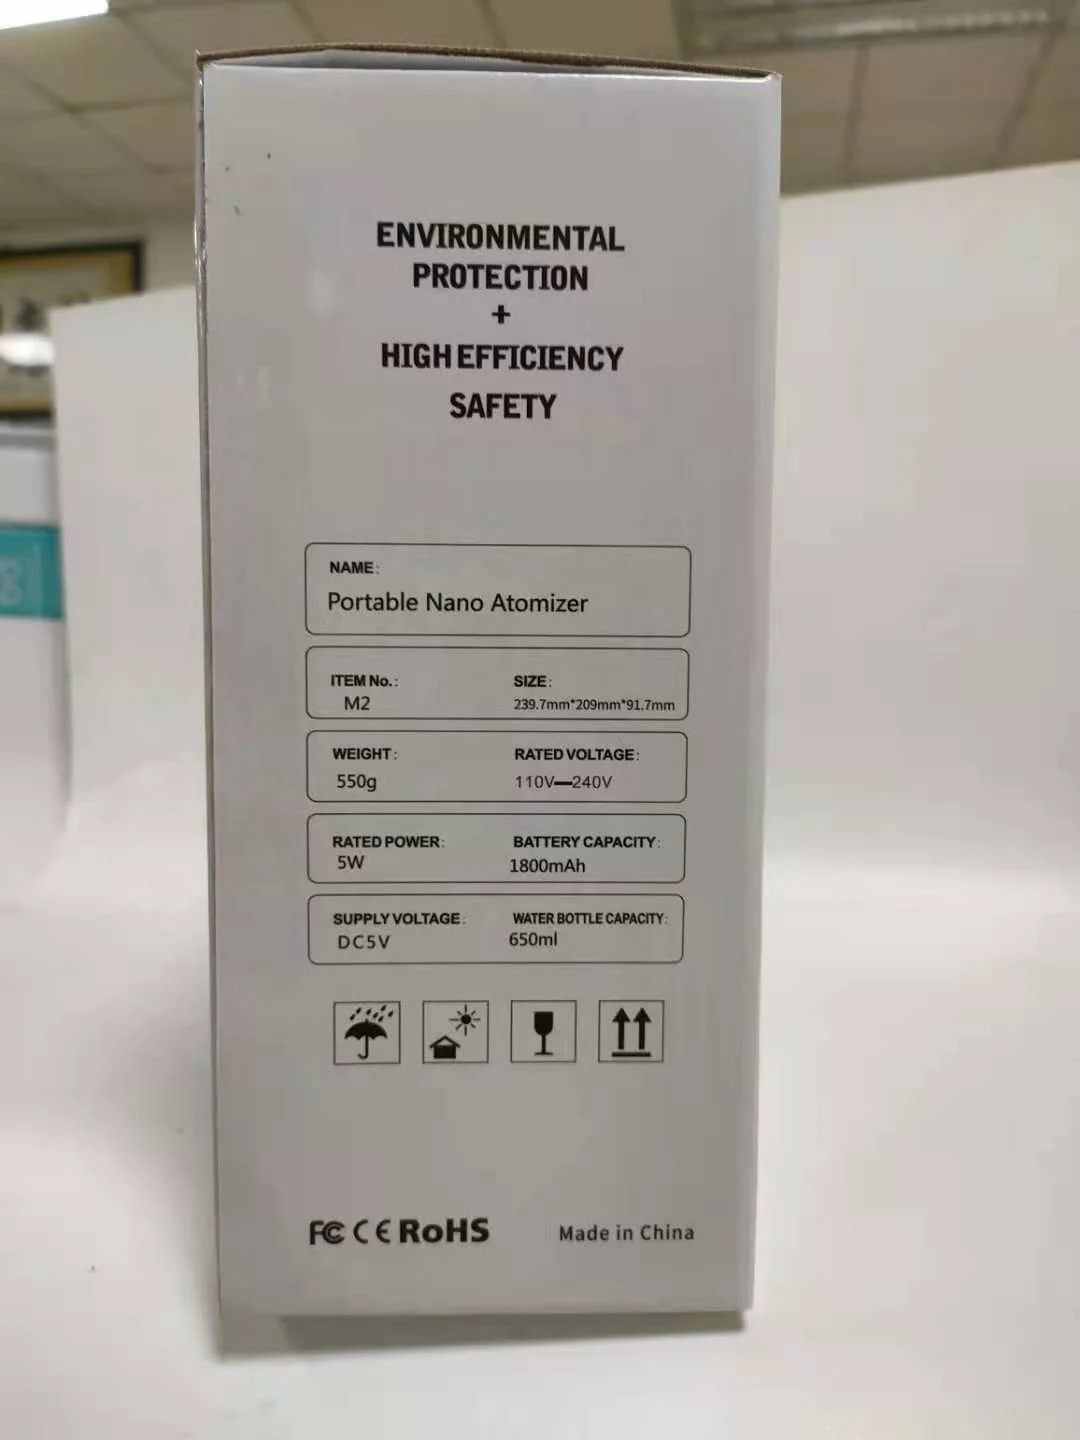 ENVIRONMENTAL
PROTECTION
+
HIGH EFFICIENCY
SAFETY
NAME:
Portable Nano Atomizer
ITEM No.: SIZE:
M2 239.7mm*209mm*91.7mm
WEIGHT: RATED VOLTAGE:
550g 110V—240V
RATED POWER: BATTERY CAPACITY:
5W 1800mAh
SUPPLY VOLTAGE: WATER BOTTLE CAPACITY:
DC5V 650ml
FC CE RoHS Made in China